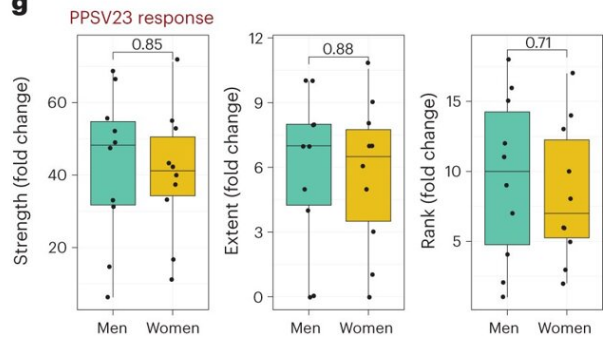 g
PPSV23 response
0.85
Strength (fold change)
60
40
20
Men Women
0.88
Extent (fold change)
12
9
6
3
0
Men Women
0.71
Rank (fold change)
15
10
5
Men Women